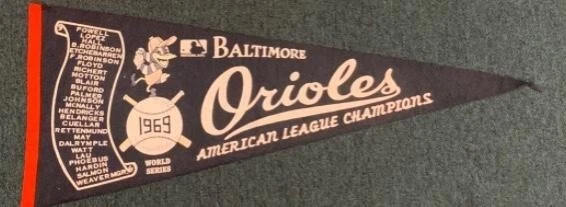 POWELL
LOPEZ
HALL
B.ROBINSON
ETCHEBARREN
F.ROBINSON
FLOYD
RICHERT
MOTTON
BLAIR
BUFORD
PALMER
JOHNSON
McNALLY
HENDRICKS
BELANGER
CUELLAR
RETTENMUND
MAY
DALRYMPLE
WATT
LAU
PHOEBUS
HARDIN
SALMON
WEAVER MGR.
1969
WORLD
SERIES
BALTIMORE
Orioles
AMERICAN LEAGUE CHAMPIONS